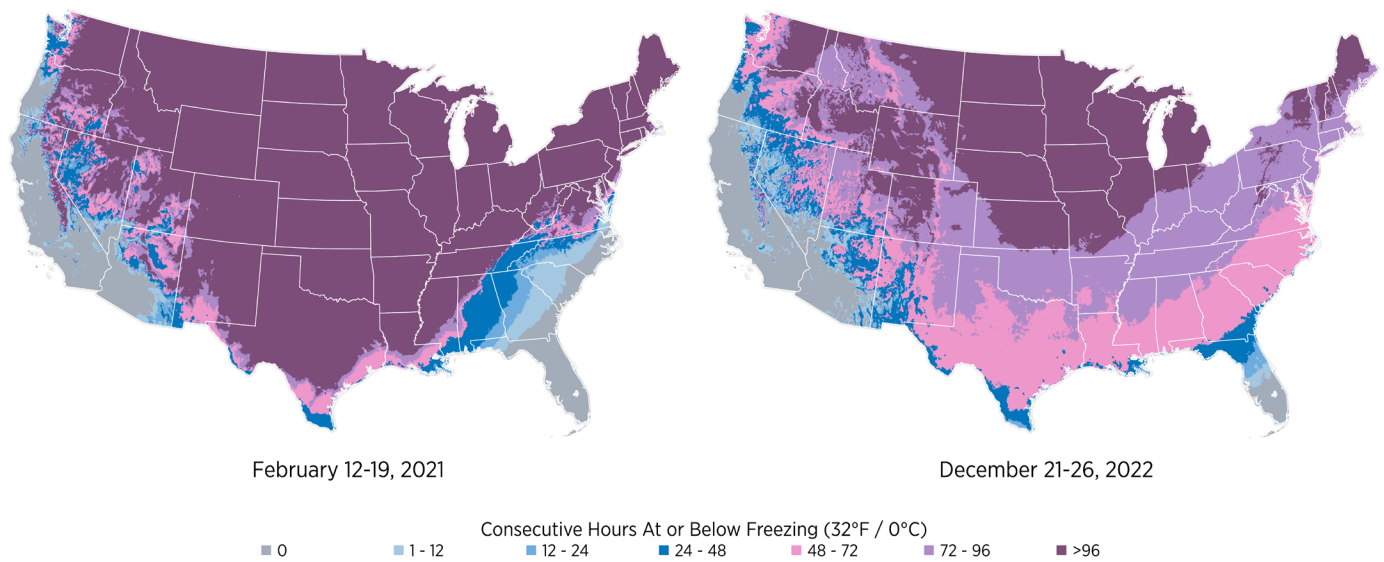 February 12-19, 2021
December 21-26, 2022
Consecutive Hours At or Below Freezing (32°F / 0°C)
0 1 - 12 12 - 24 24 - 48 48 - 72 72 - 96 >96